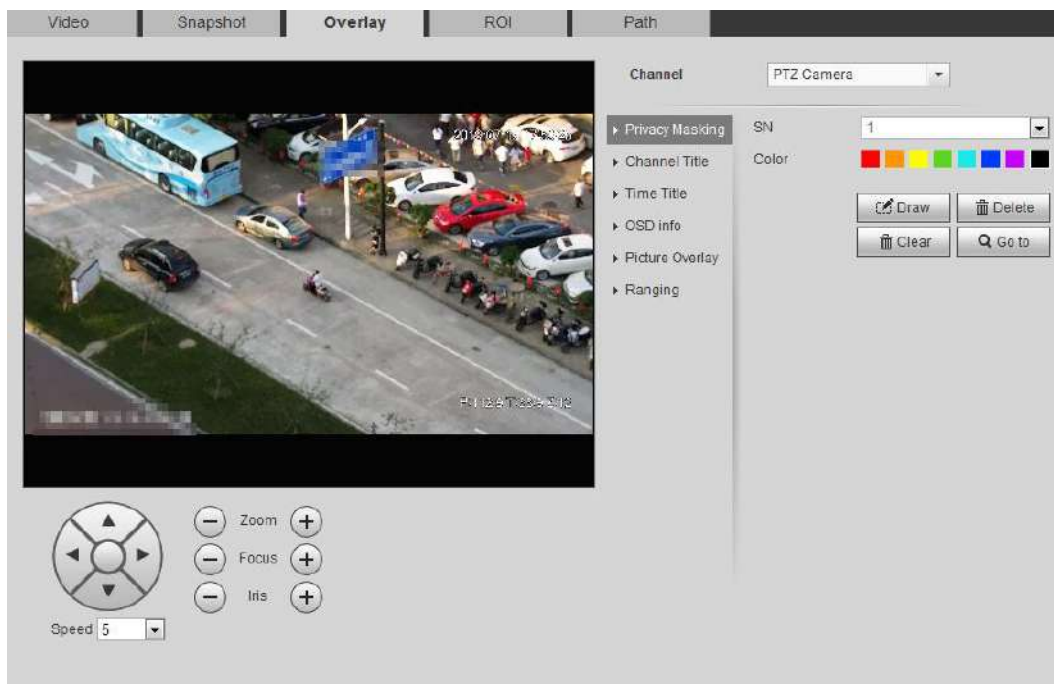 Video Snapshot Overlay ROI Path
Channel PTZ Camera
Privacy Masking
Channel Title
Time Title
OSD info
Picture Overlay
Ranging
SN 1
Color
Draw Delete
Clear Go to
Zoom
Focus
Iris
Speed 5